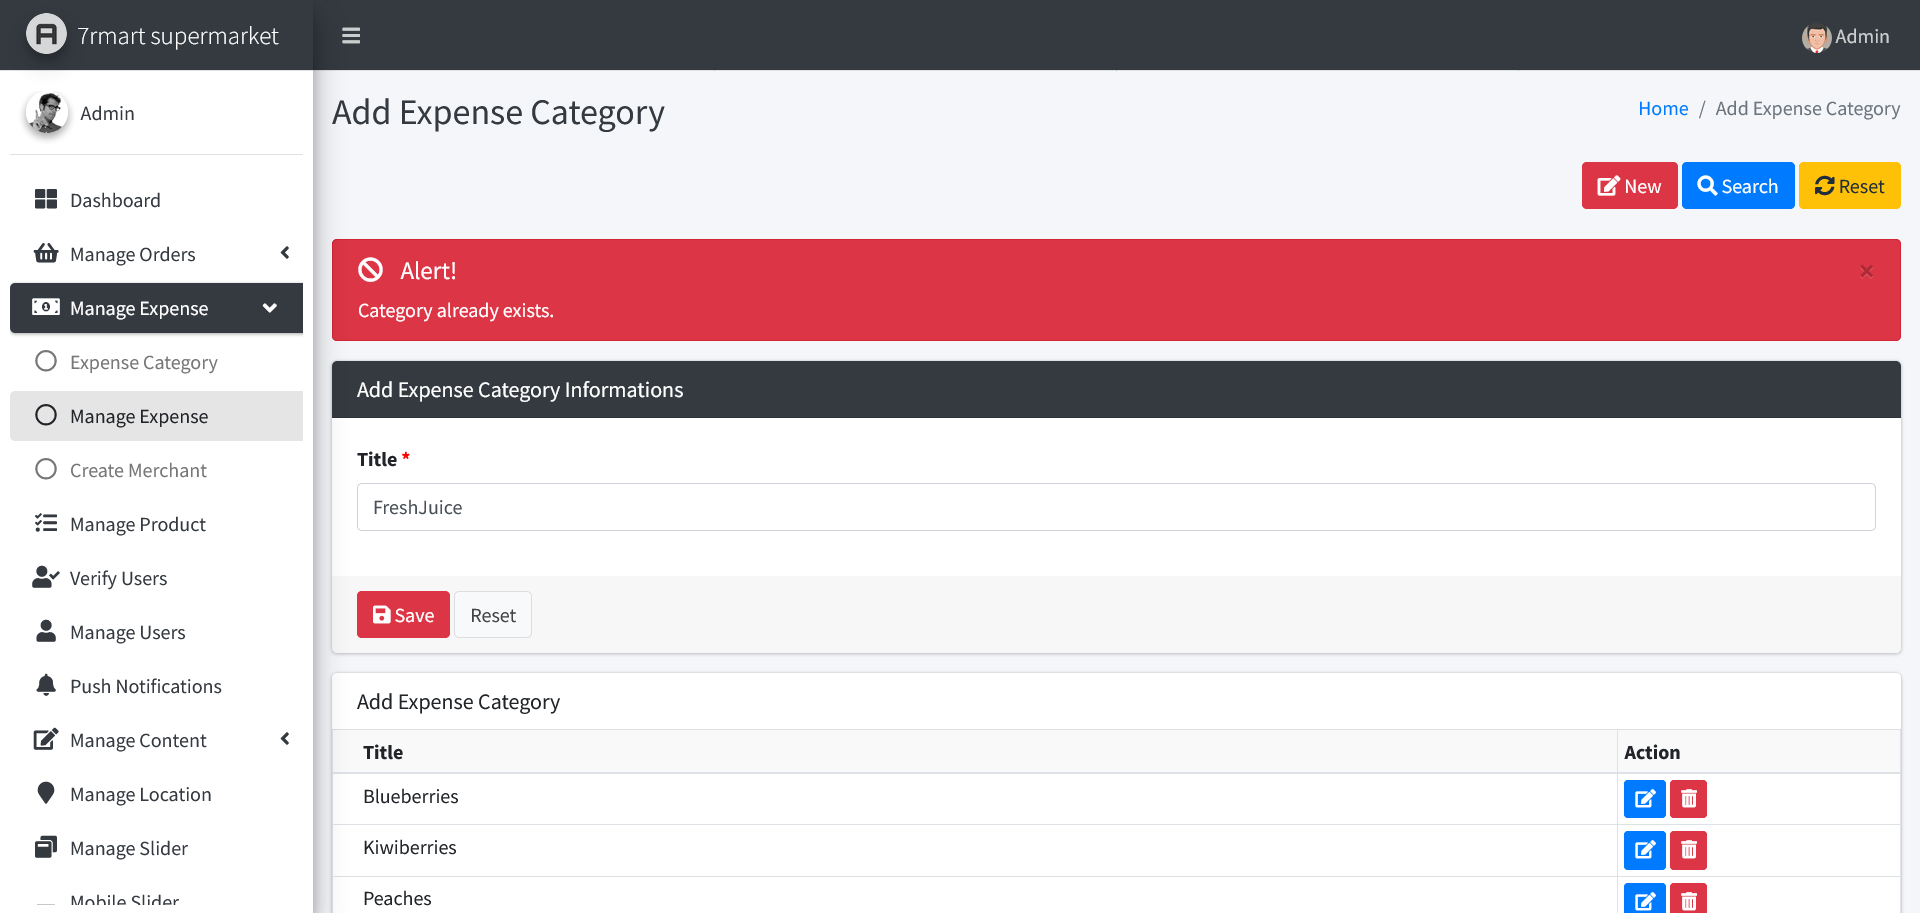 7rmart supermarket
Admin
Admin
Dashboard
Manage Orders
Manage Expense
Expense Category
Manage Expense
Create Merchant
Manage Product
Verify Users
Manage Users
Push Notifications
Manage Content
Manage Location
Manage Slider
Mobile Slider
Add Expense Category
Home / Add Expense Category
New
Search
Reset
Alert!
×
Category already exists.
Add Expense Category Informations
Title *
FreshJuice
Save
Reset
Add Expense Category
Title Action
Blueberries
Kiwiberries
Peaches